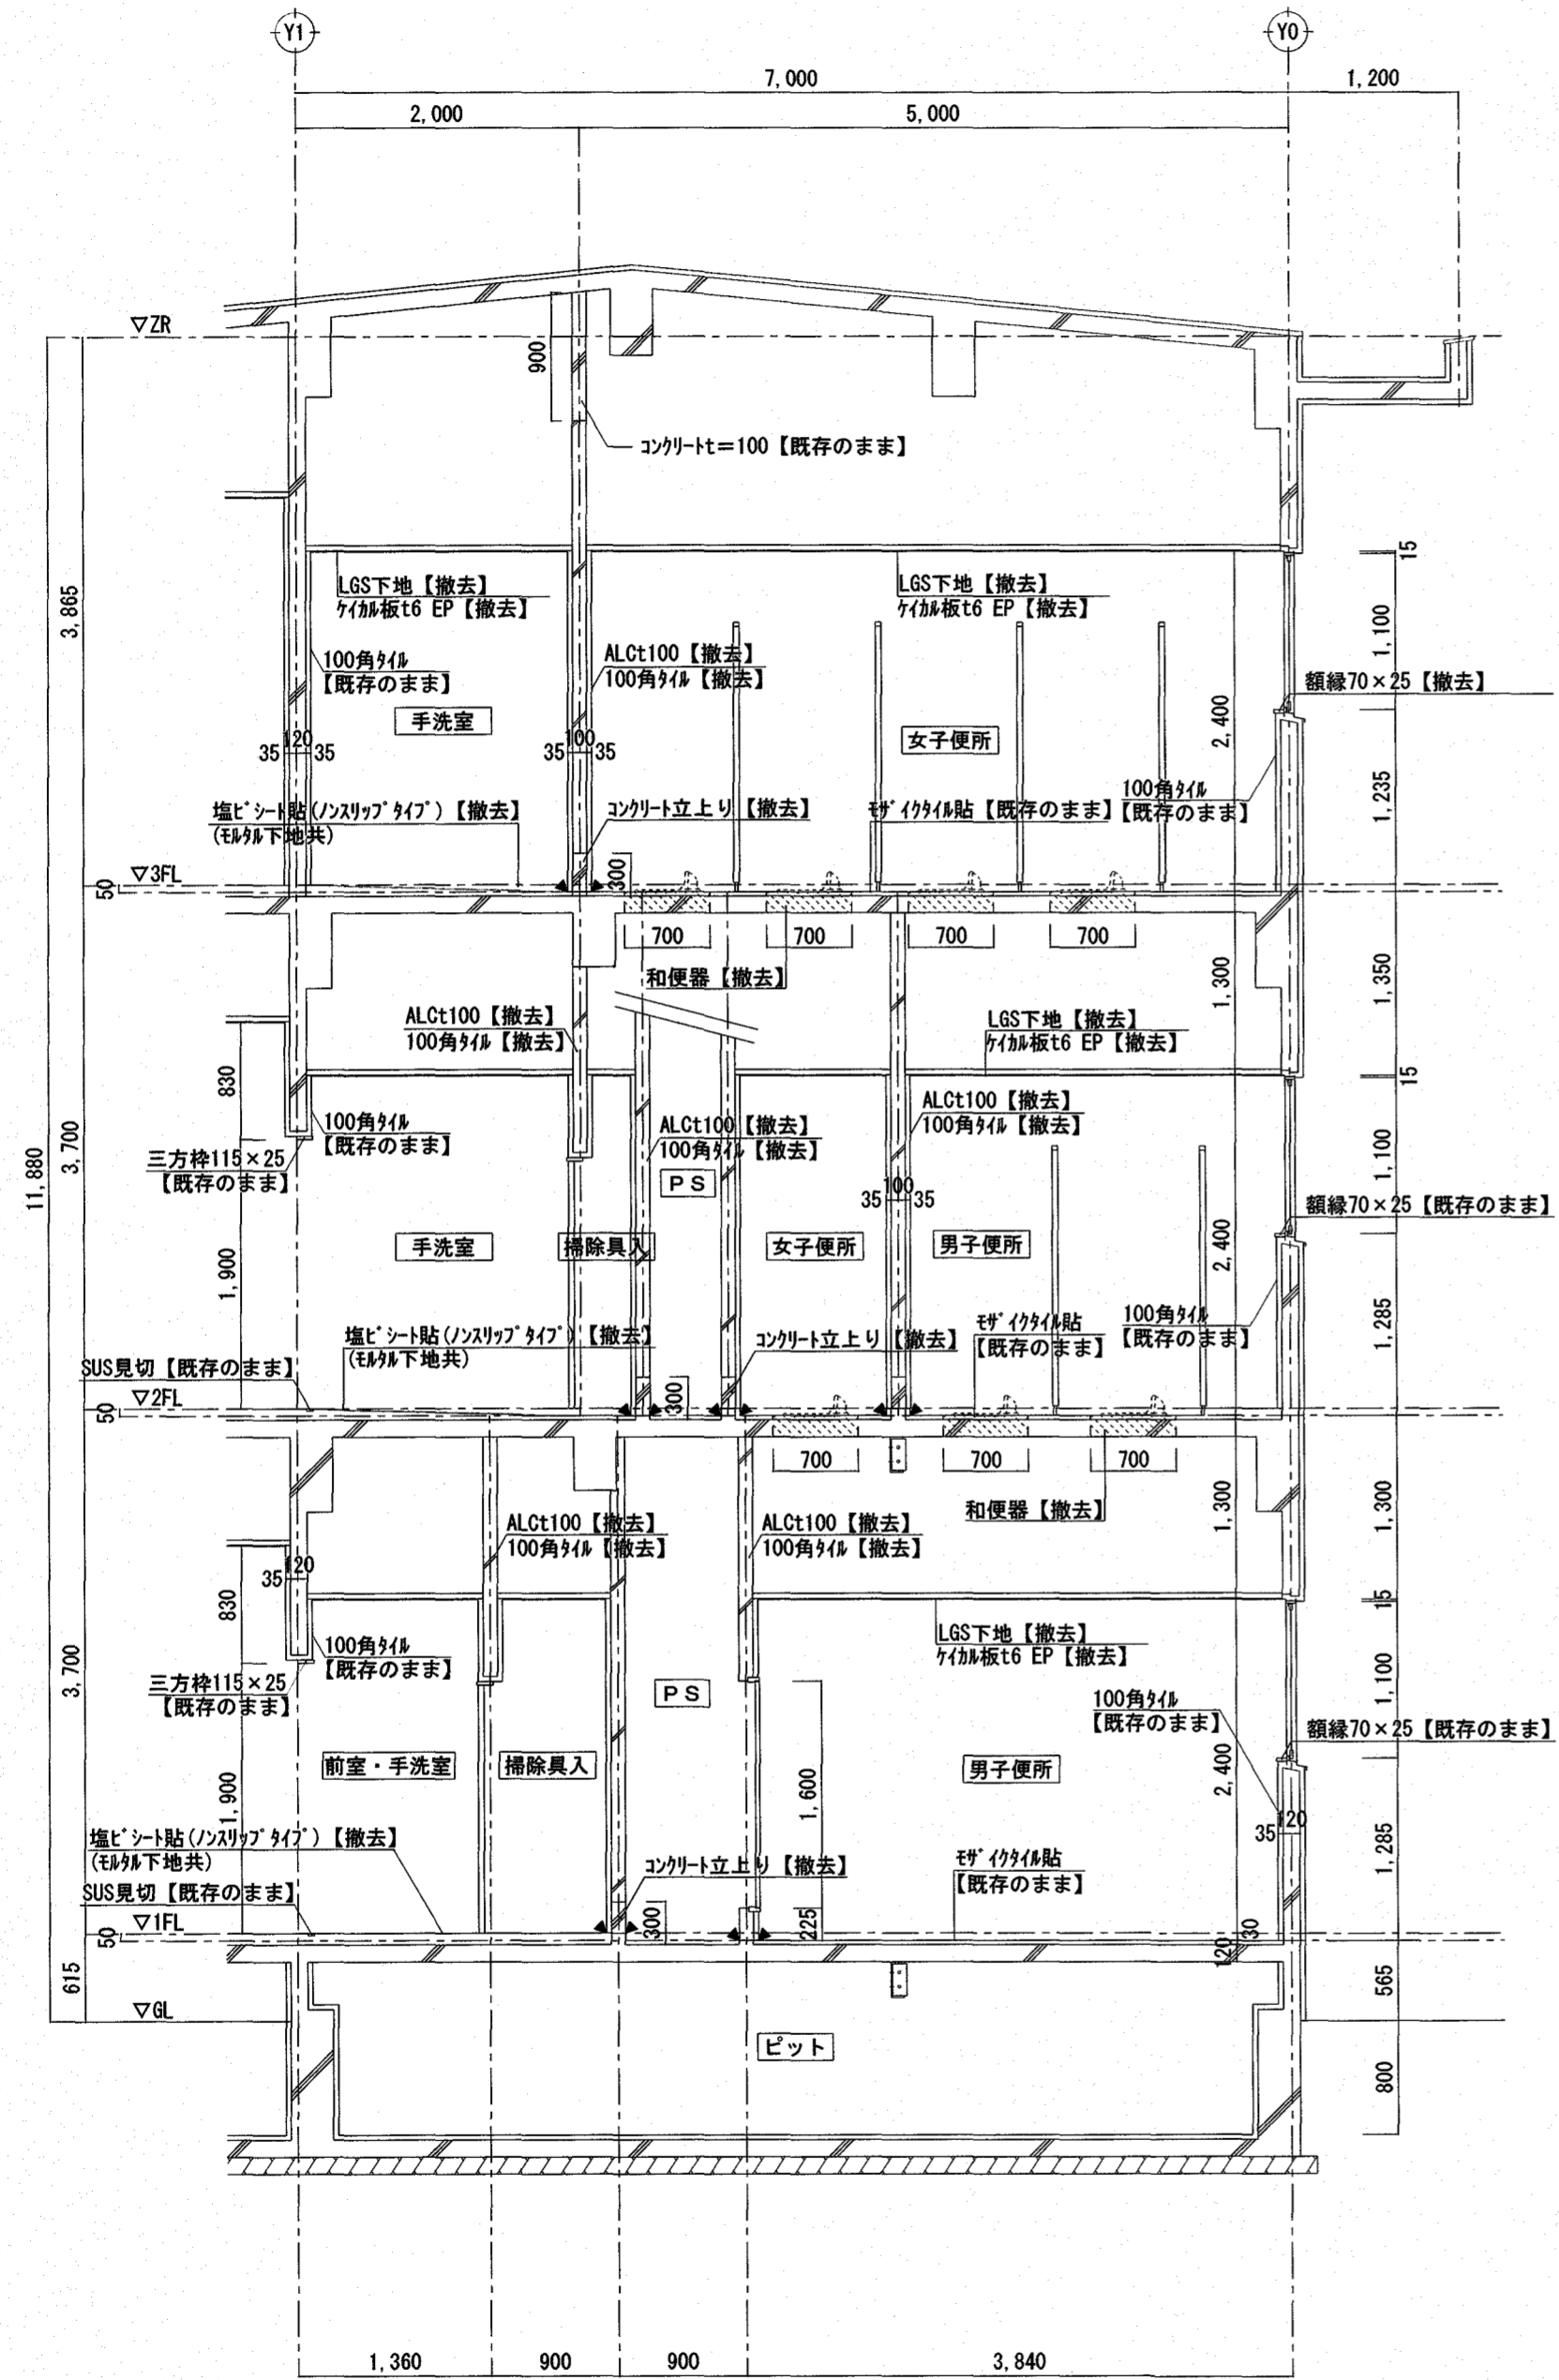 Y1
Y0
7,000
1,200
2,000
5,000
▽ZR
900
コンクリートt=100【既存のまま】
15
LGS下地【撤去】
ケイカル板t6 EP【撤去】
LGS下地【撤去】
ケイカル板t6 EP【撤去】
3,865
1,100
100角タイル
【既存のまま】
ALCt100【撤去】
100角タイル【撤去】
額縁70×25【撤去】
手洗室
女子便所
2,400
35
120
35
35
100
35
100角タイル
【既存のまま】
1,235
塩ビシート貼(ノンスリップタイプ)【撤去】
(モルタル下地共)
コンクリート立上り【撤去】
モザイクタイル貼【既存のまま】
▽3FL
50
300
700
700
700
700
和便器【撤去】
1,300
1,350
ALCt100【撤去】
100角タイル【撤去】
LGS下地【撤去】
ケイカル板t6 EP【撤去】
830
15
100角タイル
【既存のまま】
ALCt100【撤去】
100角タイル【撤去】
ALCt100【撤去】
100角タイル【撤去】
11,880
3,700
1,100
三方枠115×25
【既存のまま】
PS
35
100
35
額縁70×25【既存のまま】
手洗室
掃除具入
女子便所
男子便所
2,400
1,900
100角タイル
【既存のまま】
1,285
塩ビシート貼(ノンスリップタイプ)【撤去】
(モルタル下地共)
コンクリート立上り【撤去】
モザイクタイル貼
【既存のまま】
SUS見切【既存のまま】
▽2FL
50
300
700
700
700
和便器【撤去】
1,300
1,300
ALCt100【撤去】
100角タイル【撤去】
ALCt100【撤去】
100角タイル【撤去】
35
120
830
15
100角タイル
【既存のまま】
LGS下地【撤去】
ケイカル板t6 EP【撤去】
3,700
1,100
三方枠115×25
【既存のまま】
PS
100角タイル
【既存のまま】
額縁70×25【既存のまま】
前室・手洗室
掃除具入
男子便所
2,400
1,900
1,600
35
120
1,285
塩ビシート貼(ノンスリップタイプ)【撤去】
(モルタル下地共)
コンクリート立上り【撤去】
モザイクタイル貼
【既存のまま】
SUS見切【既存のまま】
▽1FL
50
300
225
30
120
615
565
▽GL
ピット
800
1,360
900
900
3,840